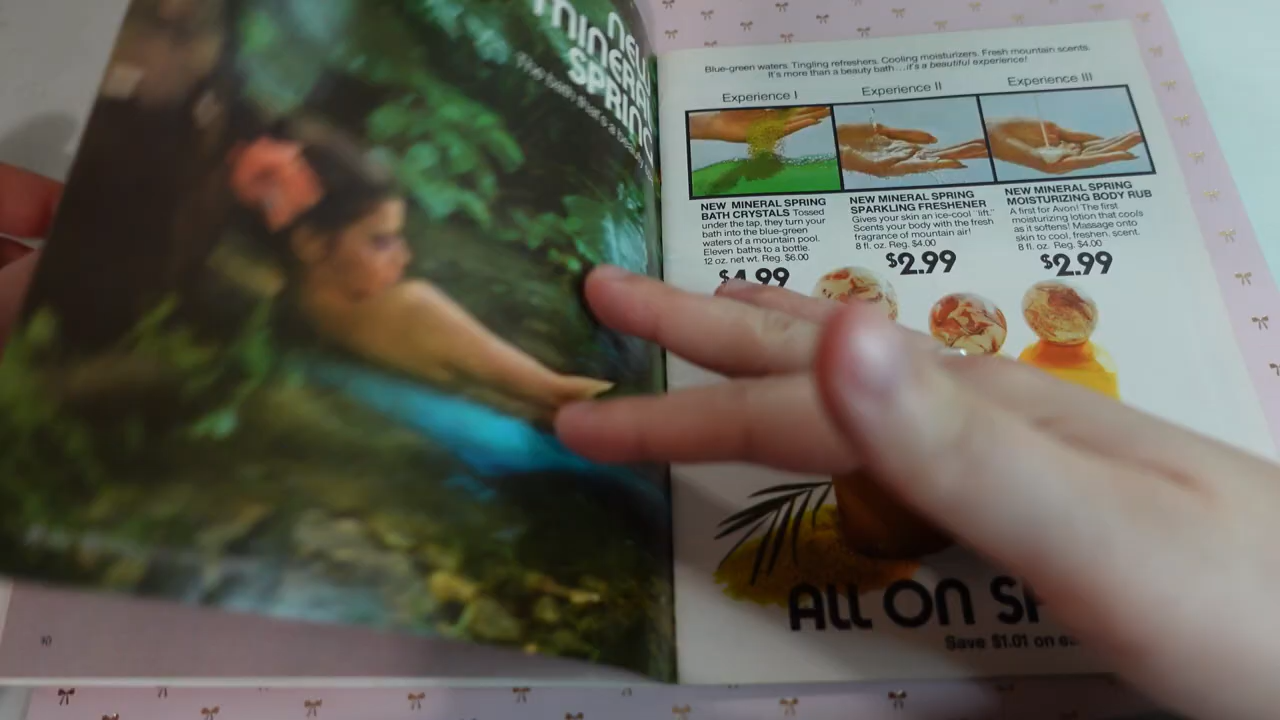 NEW
MINERAL
SPRING
The bath that's a
10
Blue-green waters. Tingling refreshers. Cooling moisturizers. Fresh mountain scents.
It's more than a beauty bath...it's a beautiful experience!
Experience I
Experience II
Experience III
NEW MINERAL SPRING
BATH CRYSTALS Tossed
under the tap, they turn your
bath into the blue-green
waters of a mountain pool.
Eleven baths to a bottle.
12 oz. net wt. Reg. $6.00
$4.99
NEW MINERAL SPRING
SPARKLING FRESHENER
Gives your skin an ice-cool "lift."
Scents your body with the fresh
fragrance of mountain air!
8 fl. oz. Reg. $4.00
$2.99
NEW MINERAL SPRING
MOISTURIZING BODY RUB
A first for Avon! The first
moisturizing lotion that cools
as it softens! Massage onto
skin to cool, freshen, scent.
8 fl. oz. Reg. $4.00
$2.99
ALL ON
Save $1.01 on